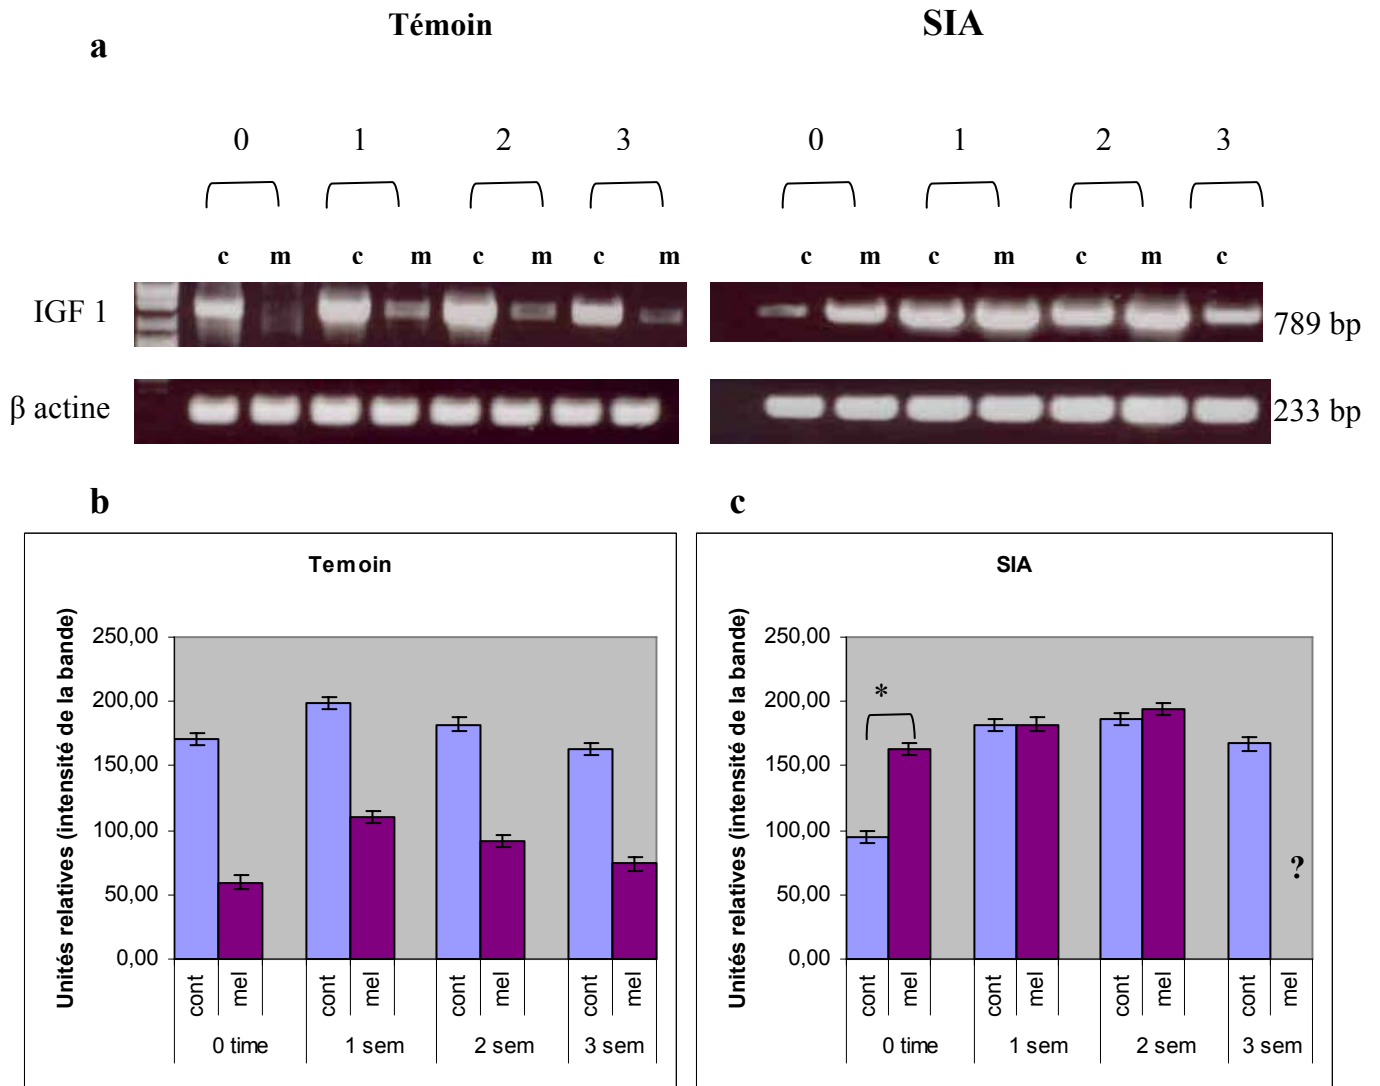 a
Témoin SIA
0 1 2 3 0 1 2 3
c m c m c m c m c m c m c m c
IGF 1 789 bp
β actine 233 bp
b
Temoin
Unités relatives (intensité de la bande)
250,00
200,00
150,00
100,00
50,00
0,00
cont mel cont mel cont mel cont mel
0 time 1 sem 2 sem 3 sem
c
SIA
Unités relatives (intensité de la bande)
250,00
200,00
150,00
100,00
50,00
0,00
*
?
cont mel cont mel cont mel cont mel
0 time 1 sem 2 sem 3 sem